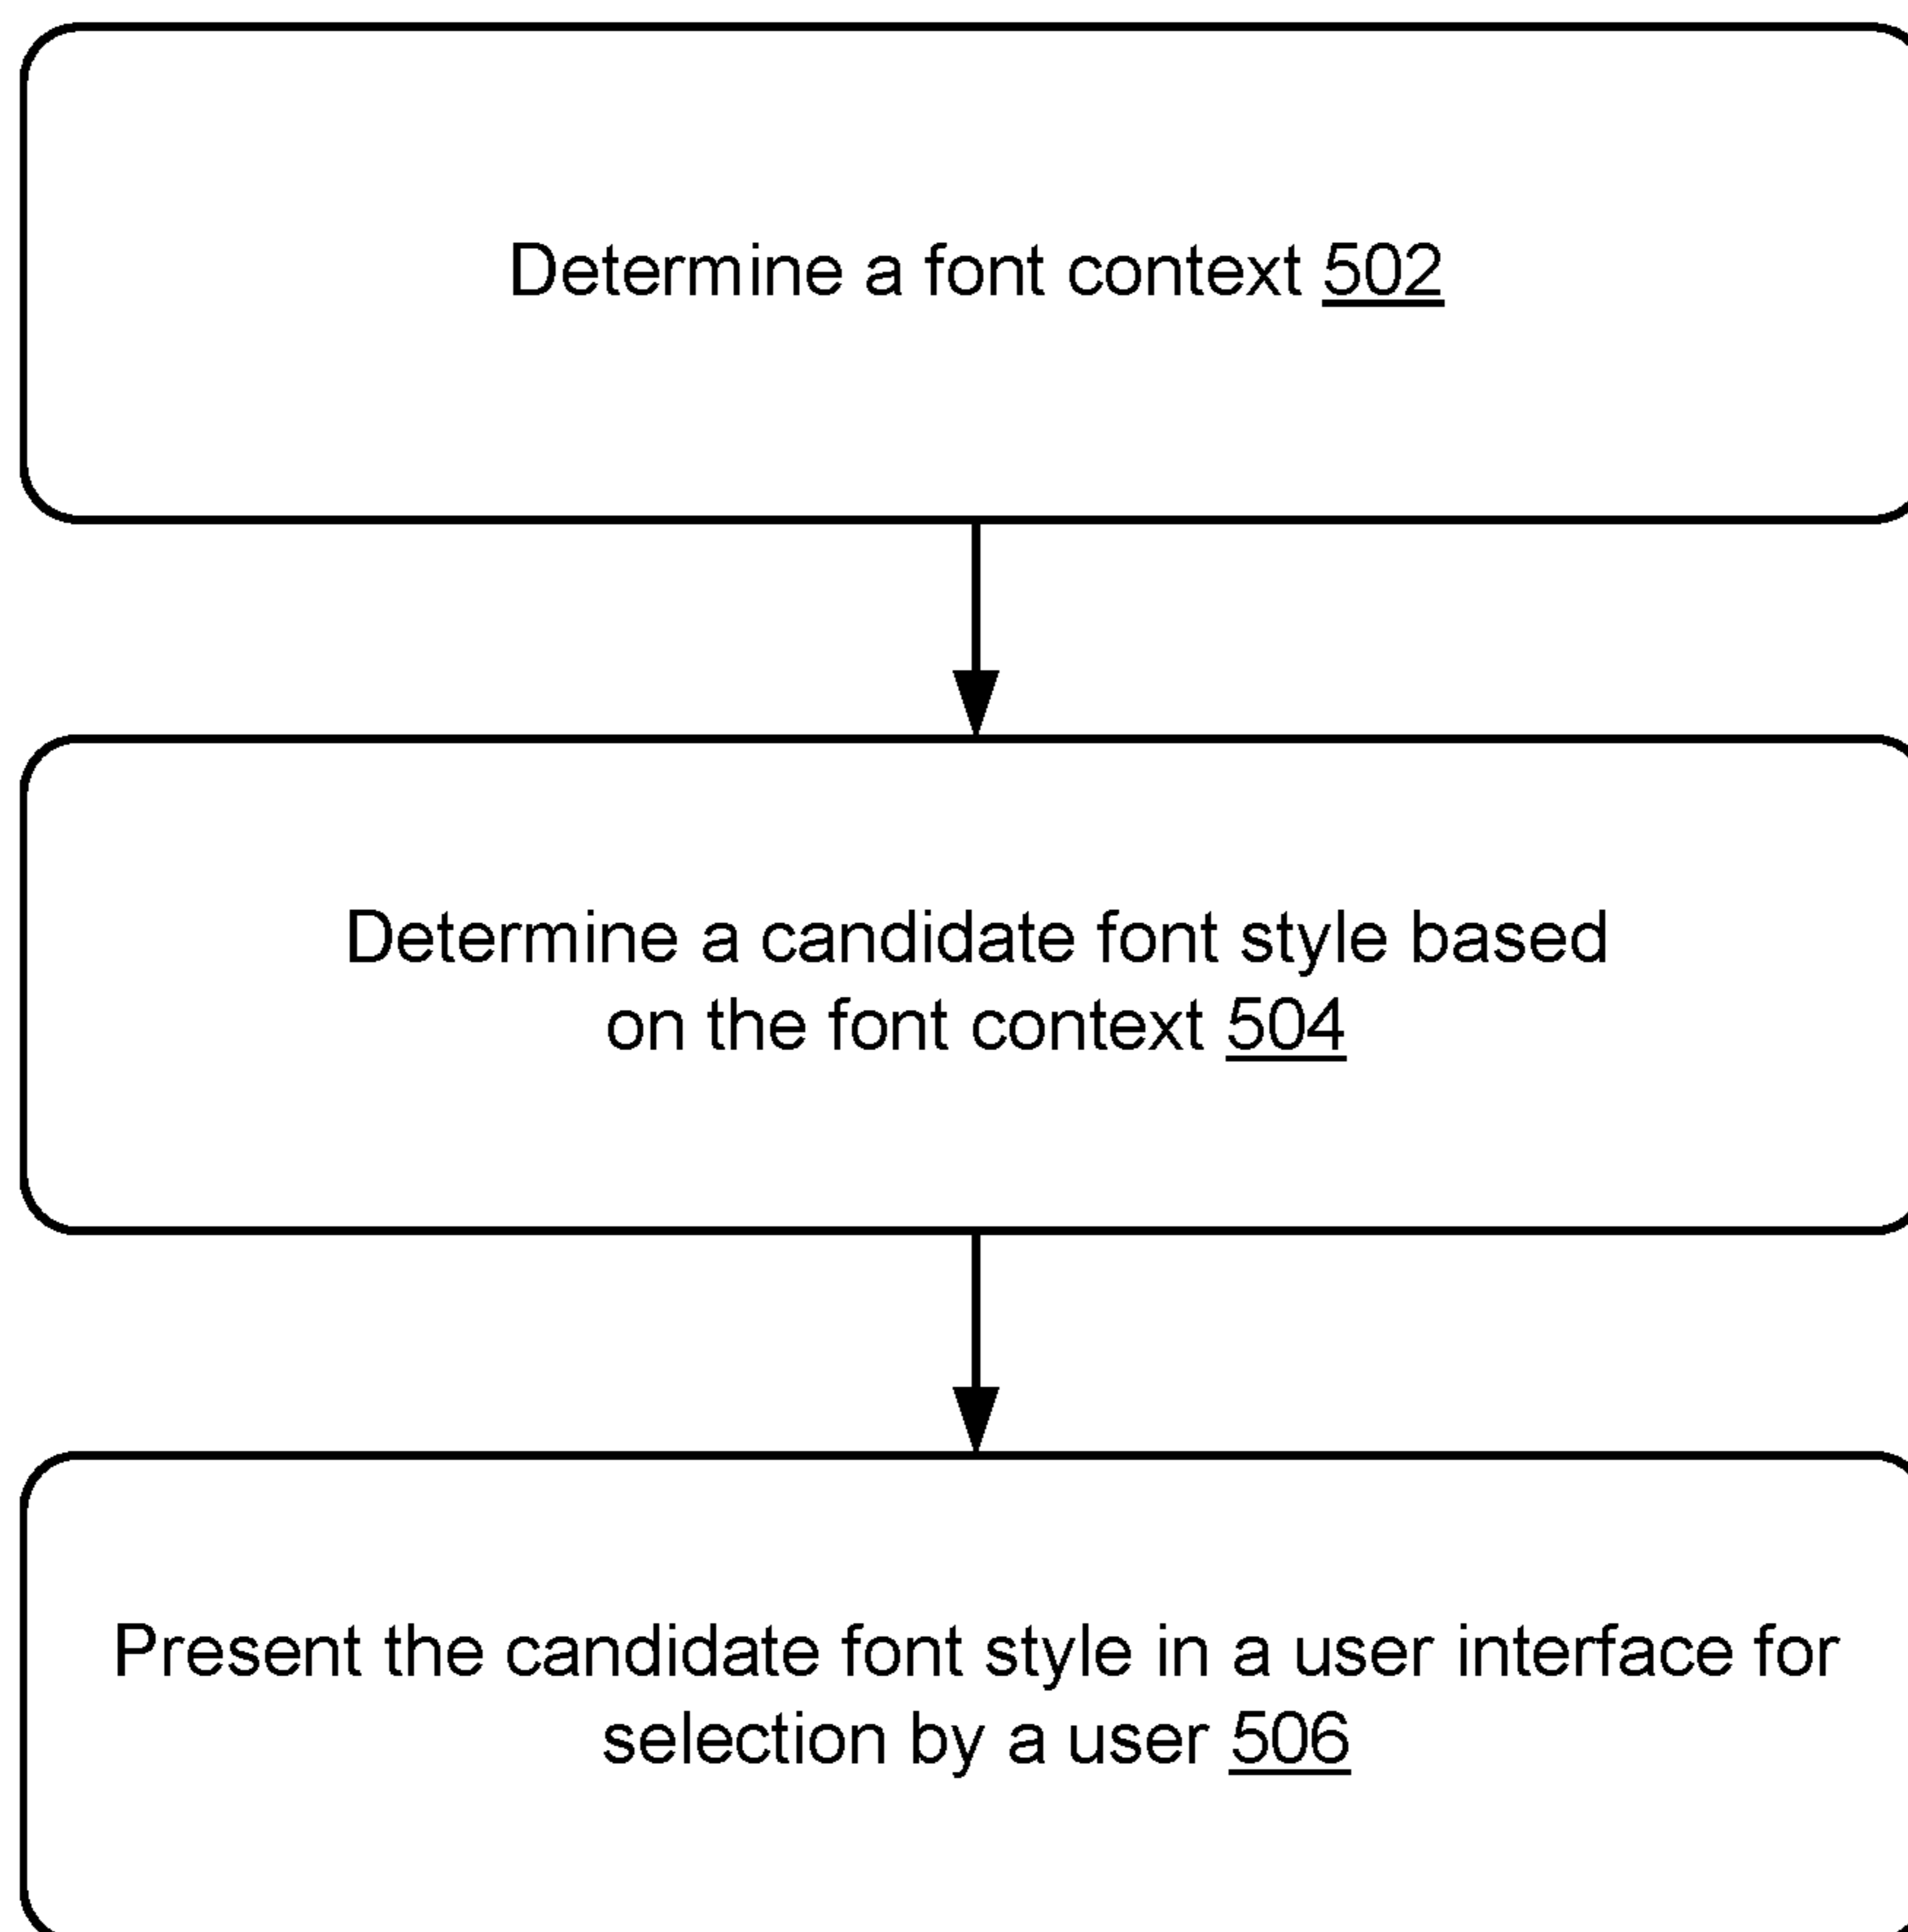 Determine a font context 502
Determine a candidate font style based
on the font context 504
Present the candidate font style in a user interface for
selection by a user 506